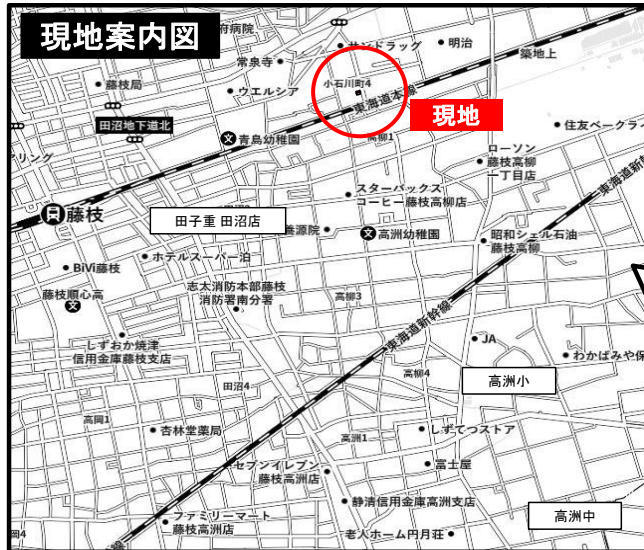 現地案内図
府病院
サンドラッグ
明治
常泉寺
築地上
藤枝局
ウエルシア
小石川町4
東海道本線
現地
田沼地下道北
青島幼稚園
高柳1
住友ベークライ
ローソン
藤枝高柳
一丁目店
アリング
東海道新
スターバックス
コーヒー藤枝高柳店
藤枝
田子重 田沼店
養源院
高洲幼稚園
昭和シェル石油
藤枝高柳
BiVi藤枝
ホテルスーパー泊
藤枝順心高
志太消防本部藤枝
消防署南分署
高柳3
東海道新幹線
しずおか焼津
信用金庫藤枝支店
JA
わかばみや保
田沼4
高柳4
高洲小
高岡1
杏林堂薬局
高洲1
しずてつストア
セブンイレブン
藤枝高洲店
富士屋
静清信用金庫高洲支店
ファミリーマート
藤枝高洲店
高洲中
岡4
老人ホーム円月荘
線